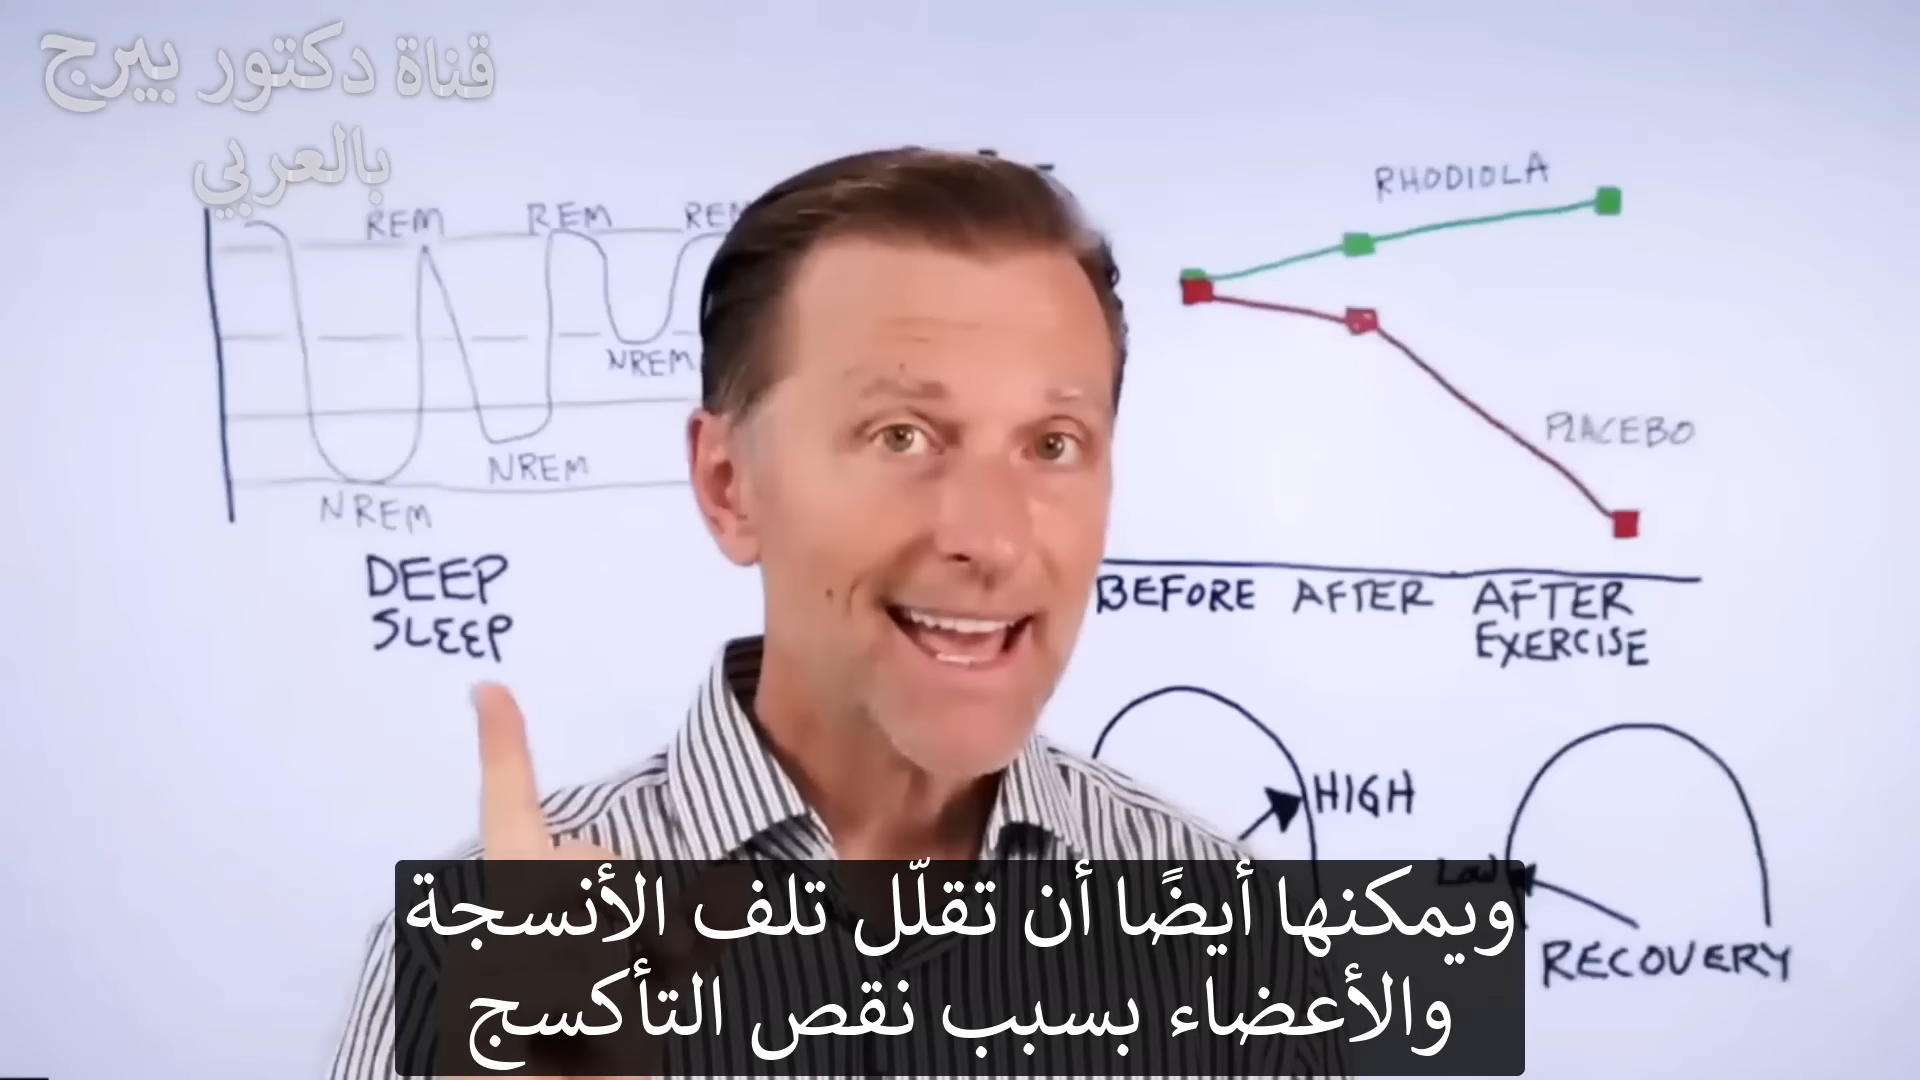 قناة دكتور بيرج
بالعربي
REM REM REM
NREM
NREM
NREM
DEEP
SLEEP
RHODIOLA
PLACEBO
BEFORE AFTER AFTER
EXERCISE
HIGH
LOW
RECOVERY
ويمكنها أيضًا أن تقلّل تلف الأنسجة
والأعضاء بسبب نقص التأكسج